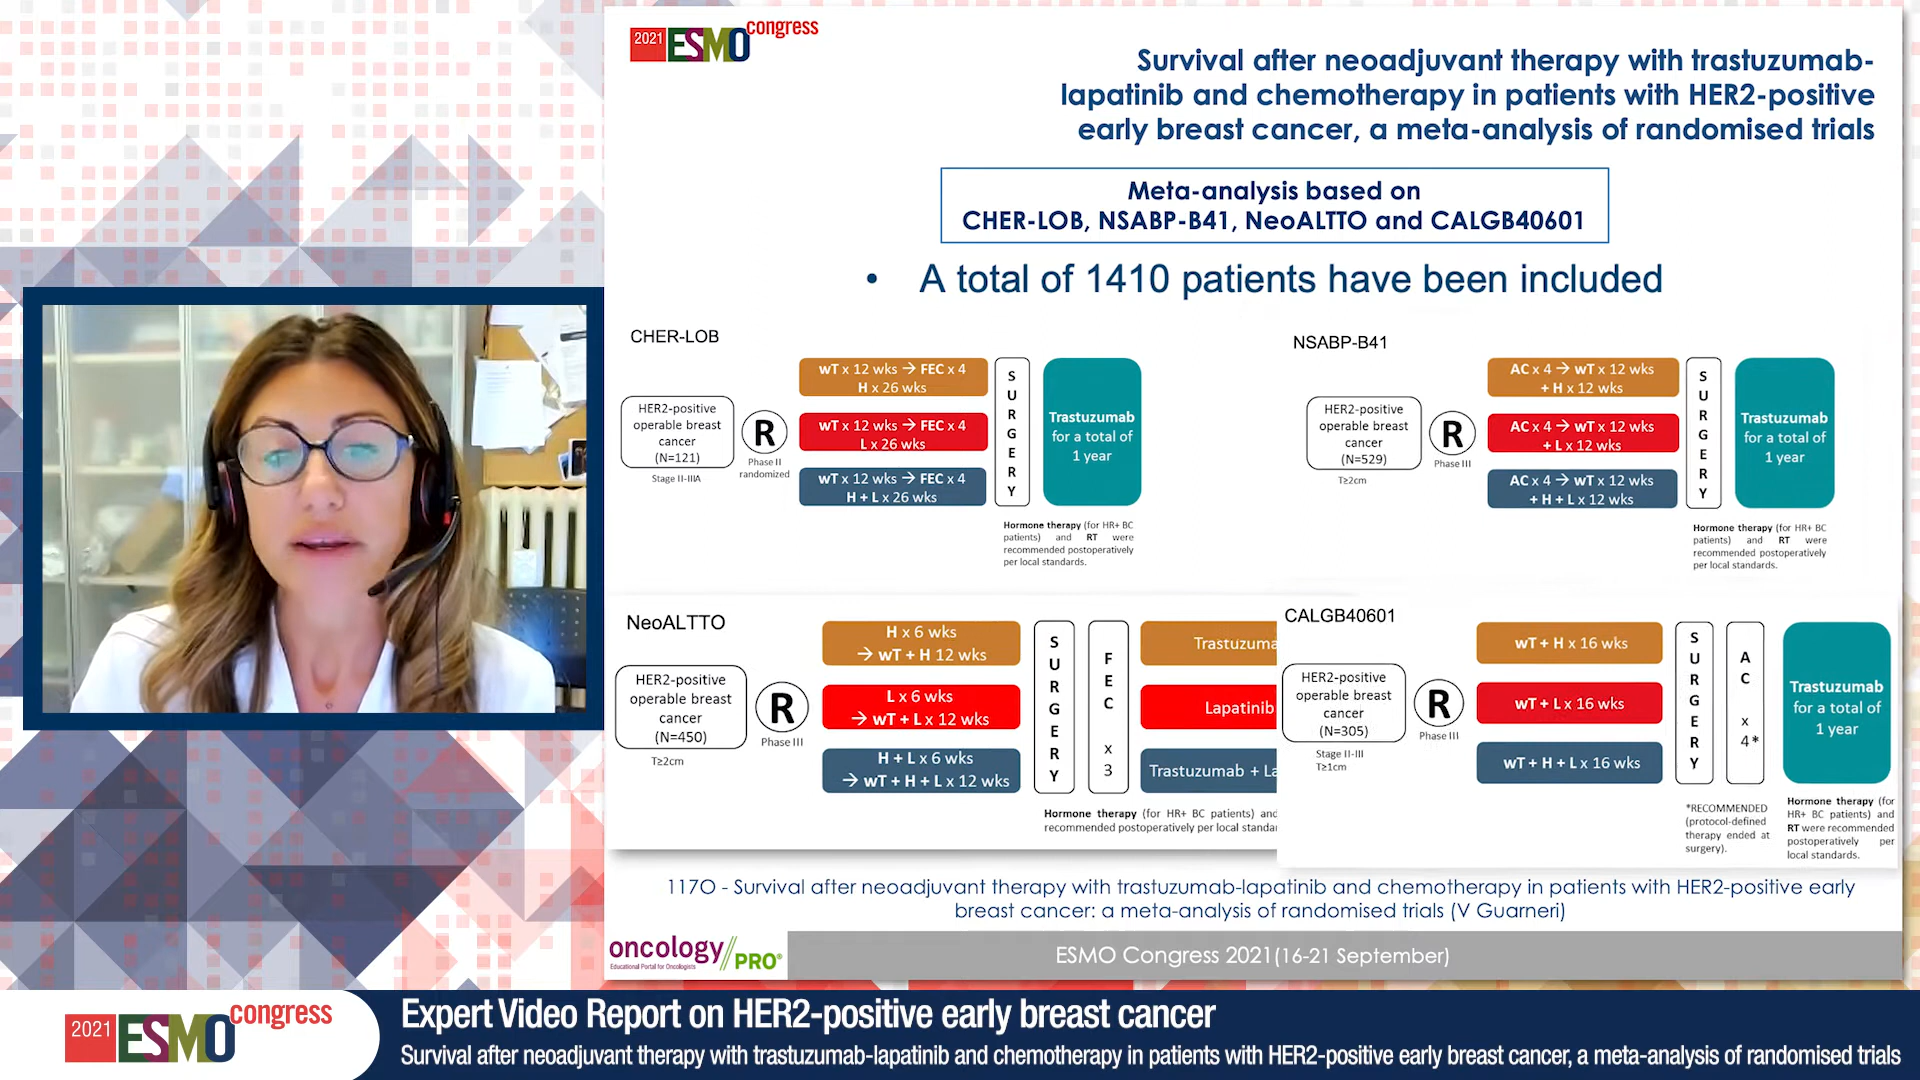 2021 ESMO congress
Survival after neoadjuvant therapy with trastuzumab-
lapatinib and chemotherapy in patients with HER2-positive
early breast cancer, a meta-analysis of randomised trials
Meta-analysis based on
CHER-LOB, NSABP-B41, NeoALTTO and CALGB40601
• A total of 1410 patients have been included
CHER-LOB
HER2-positive
operable breast
cancer
(N=121)
Stage II-IIIA
R
Phase II
randomized
wT x 12 wks → FEC x 4
H x 26 wks
wT x 12 wks → FEC x 4
L x 26 wks
wT x 12 wks → FEC x 4
H + L x 26 wks
SURGERY
Trastuzumab
for a total of
1 year
Hormone therapy (for HR+ BC
patients) and RT were
recommended postoperatively
per local standards.
NSABP-B41
HER2-positive
operable breast
cancer
(N=529)
T≥2cm
R
Phase III
AC x 4 → wT x 12 wks
+ H x 12 wks
AC x 4 → wT x 12 wks
+ L x 12 wks
AC x 4 → wT x 12 wks
+ H + L x 12 wks
SURGERY
Trastuzumab
for a total of
1 year
Hormone therapy (for HR+ BC
patients) and RT were
recommended postoperatively
per local standards.
NeoALTTO
HER2-positive
operable breast
cancer
(N=450)
T≥2cm
R
Phase III
H x 6 wks
→ wT + H 12 wks
L x 6 wks
→ wT + L x 12 wks
H + L x 6 wks
→ wT + H + L x 12 wks
SURGERY
FEC x 3
Trastuzuma
Lapatinib
Trastuzumab + La
Hormone therapy (for HR+ BC patients) and
recommended postoperatively per local standar
CALGB40601
HER2-positive
operable breast
cancer
(N=305)
Stage II-III
T≥1cm
R
Phase III
wT + H x 16 wks
wT + L x 16 wks
wT + H + L x 16 wks
SURGERY
AC x 4*
Trastuzumab
for a total of
1 year
*RECOMMENDED
(protocol-defined
therapy ended at
surgery).
Hormone therapy (for
HR+ BC patients) and
RT were recommended
postoperatively per
local standards.
117O - Survival after neoadjuvant therapy with trastuzumab-lapatinib and chemotherapy in patients with HER2-positive early
breast cancer: a meta-analysis of randomised trials (V Guarneri)
oncology//PRO®
Educational Portal for Oncologists
ESMO Congress 2021(16-21 September)
2021 ESMO congress
Expert Video Report on HER2-positive early breast cancer
Survival after neoadjuvant therapy with trastuzumab-lapatinib and chemotherapy in patients with HER2-positive early breast cancer, a meta-analysis of randomised trials